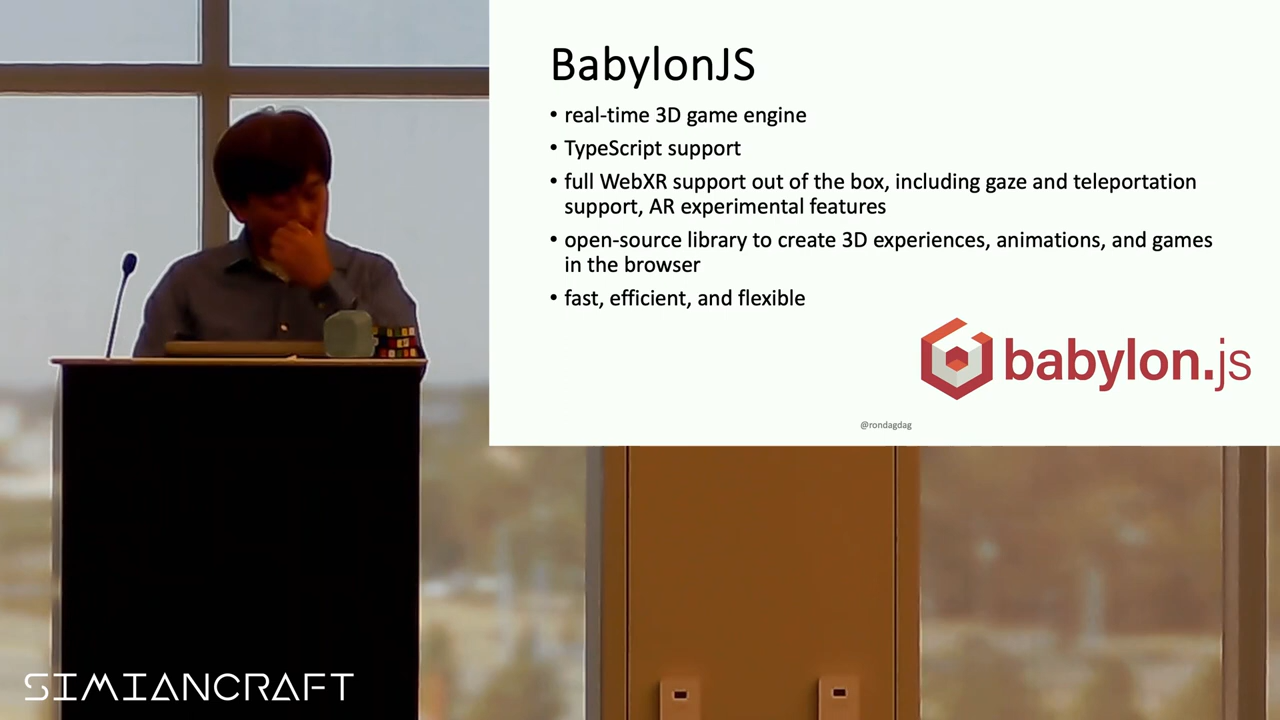 BabylonJS
• real-time 3D game engine
• TypeScript support
• full WebXR support out of the box, including gaze and teleportation
support, AR experimental features
• open-source library to create 3D experiences, animations, and games
in the browser
• fast, efficient, and flexible
babylon.js
@rondagdag
SIMIANCRAFT